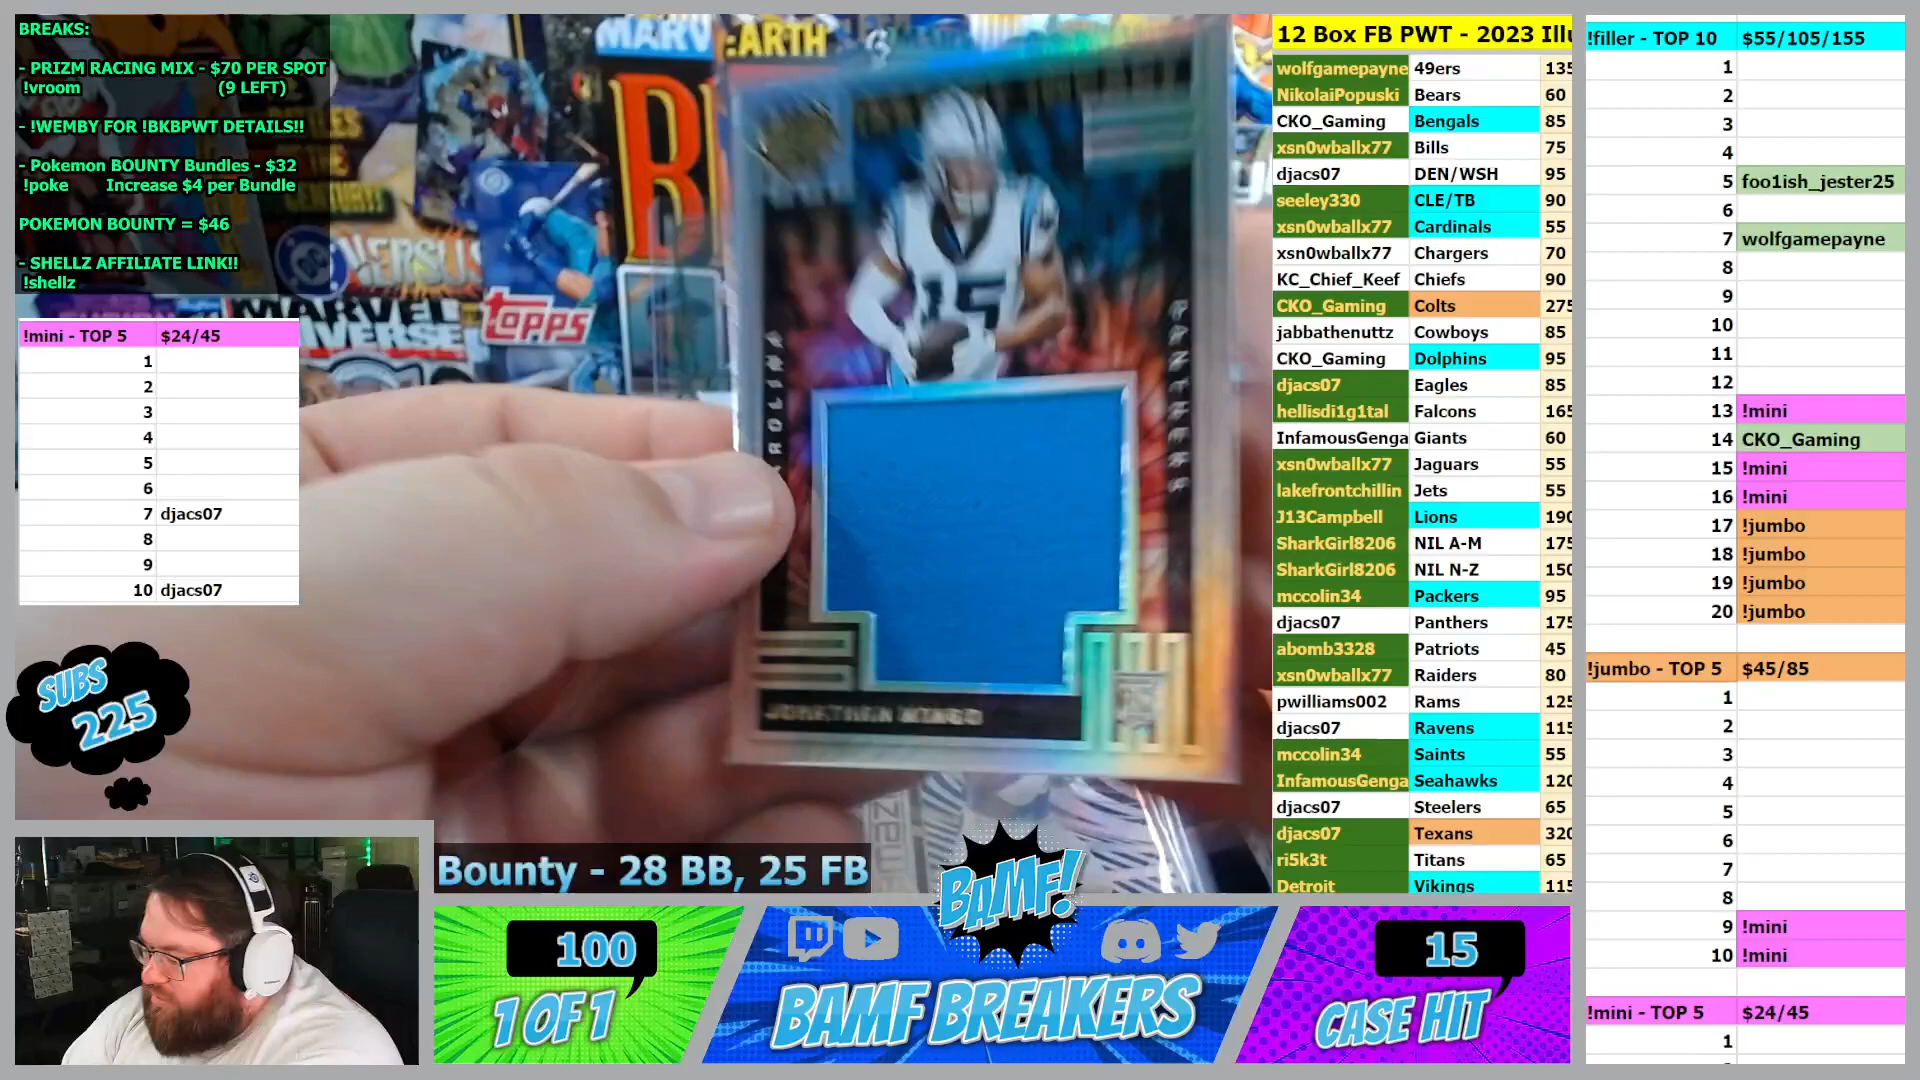 BREAKS:
- PRIZM RACING MIX - $70 PER SPOT
!vroom (9 LEFT)
- !WEMBY FOR !BKBPWT DETAILS!!
- Pokemon BOUNTY Bundles - $32
!poke Increase $4 per Bundle
POKEMON BOUNTY = $46
- SHELLZ AFFILIATE LINK!!
!shellz
!mini - TOP 5 $24/45
1
2
3
4
5
6
7 djacs07
8
9
10 djacs07
SUBS
225
MARV
:ARTH
VERSUS
MARVEL
topps
JONATHAN MINGO
15
Bounty - 28 BB, 25 FB
BAMF!
100
1 OF 1
BAMF BREAKERS
15
CASE HIT
12 Box FB PWT - 2023 Illu
wolfgamepayne 49ers 135
NikolaiPopuski Bears 60
CKO_Gaming Bengals 85
xsn0wballx77 Bills 75
djacs07 DEN/WSH 95
seeley330 CLE/TB 90
xsn0wballx77 Cardinals 55
xsn0wballx77 Chargers 70
KC_Chief_Keef Chiefs 90
CKO_Gaming Colts 275
jabbathenuttz Cowboys 85
CKO_Gaming Dolphins 95
djacs07 Eagles 85
hellisdi1g1tal Falcons 165
InfamousGenga Giants 60
xsn0wballx77 Jaguars 55
lakefrontchillin Jets 55
J13Campbell Lions 190
SharkGirl8206 NIL A-M 175
SharkGirl8206 NIL N-Z 150
mccolin34 Packers 95
djacs07 Panthers 175
abomb3328 Patriots 45
xsn0wballx77 Raiders 80
pwilliams002 Rams 125
djacs07 Ravens 115
mccolin34 Saints 55
InfamousGenga Seahawks 120
djacs07 Steelers 65
djacs07 Texans 320
ri5k3t Titans 65
Detroit Vikings 115
!filler - TOP 10 $55/105/155
1
2
3
4
5 foo1ish_jester25
6
7 wolfgamepayne
8
9
10
11
12
13 !mini
14 CKO_Gaming
15 !mini
16 !mini
17 !jumbo
18 !jumbo
19 !jumbo
20 !jumbo
!jumbo - TOP 5 $45/85
1
2
3
4
5
6
7
8
9 !mini
10 !mini
!mini - TOP 5 $24/45
1